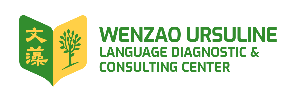 文藻
WENZAO URSULINE
LANGUAGE DIAGNOSTIC &
CONSULTING CENTER